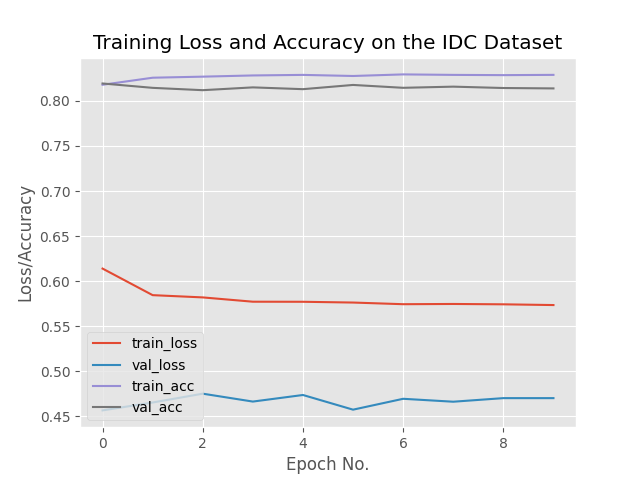 Training Loss and Accuracy on the IDC Dataset
Loss/Accuracy
0.80
0.75
0.70
0.65
0.60
0.55
0.50
0.45
train_loss
val_loss
train_acc
val_acc
0 2 4 6 8
Epoch No.